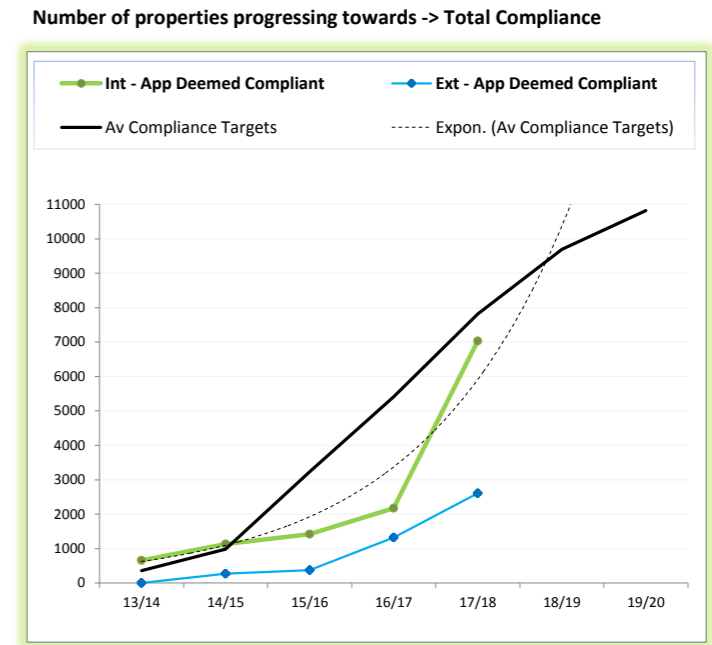 Number of properties progressing towards -> Total Compliance
Int - App Deemed Compliant
Ext - App Deemed Compliant
Av Compliance Targets
Expon. (Av Compliance Targets)
11000
10000
9000
8000
7000
6000
5000
4000
3000
2000
1000
0
13/14 14/15 15/16 16/17 17/18 18/19 19/20